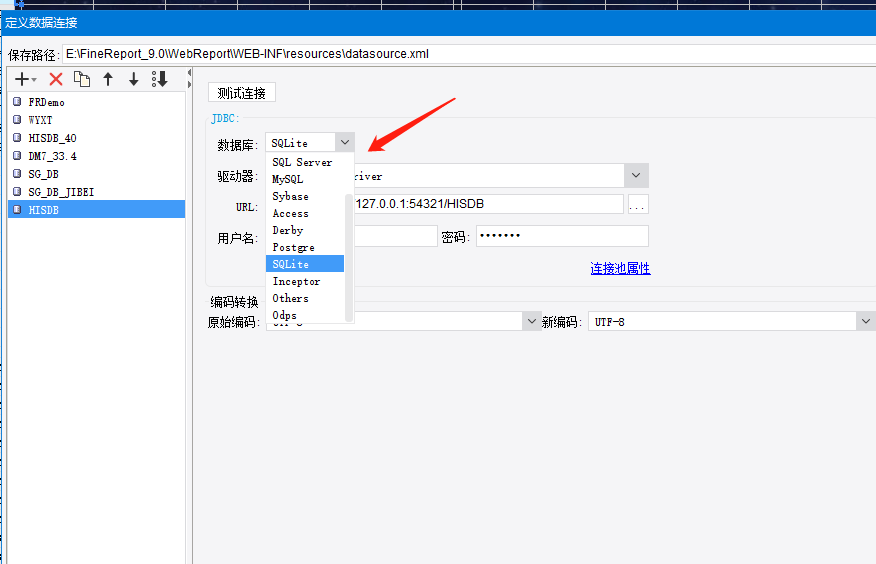 定义数据连接
保存路径: E:\FineReport_9.0\WebReport\WEB-INF\resources\datasource.xml
FRDemo
WYXT
HISDB_40
DM7_33.4
SG_DB
SG_DB_JIBEI
HISDB
测试连接
JDBC:
数据库: SQLite
SQL Server
MySQL
Sybase
Access
Derby
Postgre
SQLite
Inceptor
Others
Odps
驱动器:
URL: 127.0.0.1:54321/HISDB ...
用户名: 密码: •••••••
连接池属性
编码转换
原始编码: 新编码: UTF-8